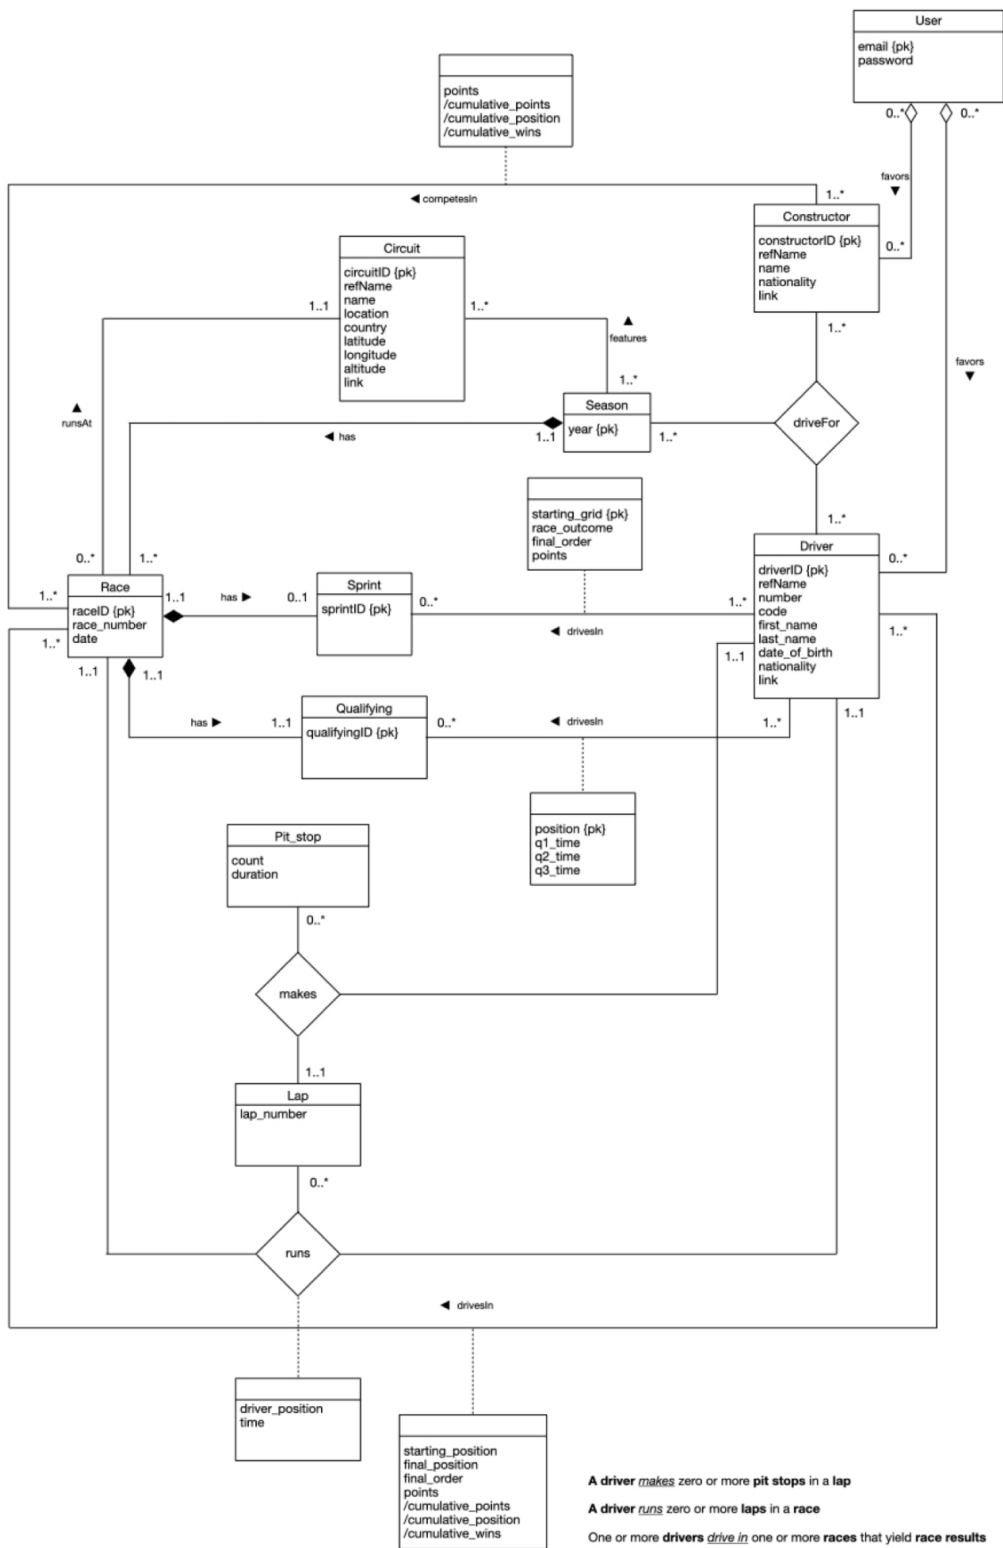 User
email {pk}
password
0..*
0..*
points
/cumulative_points
/cumulative_position
/cumulative_wins
favors ▼
◀ competesIn
1..*
Constructor
constructorID {pk}
refName
name
nationality
link
0..*
1..*
Circuit
circuitID {pk}
refName
name
location
country
latitude
longitude
altitude
link
1..1
1..*
▲
features
1..*
favors
▼
▲
runsAt
Season
year {pk}
1..1
1..*
◀ has
driveFor
1..*
starting_grid {pk}
race_outcome
final_order
points
Driver
driverID {pk}
refName
number
code
first_name
last_name
date_of_birth
nationality
link
0..*
0..*
1..*
1..*
Race
raceID {pk}
race_number
date
1..1
has ▶
0..1
Sprint
sprintID {pk}
0..*
◀ drivesIn
1..*
1..*
1..*
1..1
1..1
1..1
has ▶
1..1
Qualifying
qualifyingID {pk}
0..*
◀ drivesIn
1..*
1..1
position {pk}
q1_time
q2_time
q3_time
Pit_stop
count
duration
0..*
makes
1..1
Lap
lap_number
0..*
runs
◀ drivesIn
driver_position
time
starting_position
final_position
final_order
points
/cumulative_points
/cumulative_position
/cumulative_wins
A driver makes zero or more pit stops in a lap
A driver runs zero or more laps in a race
One or more drivers drive in one or more races that yield race results